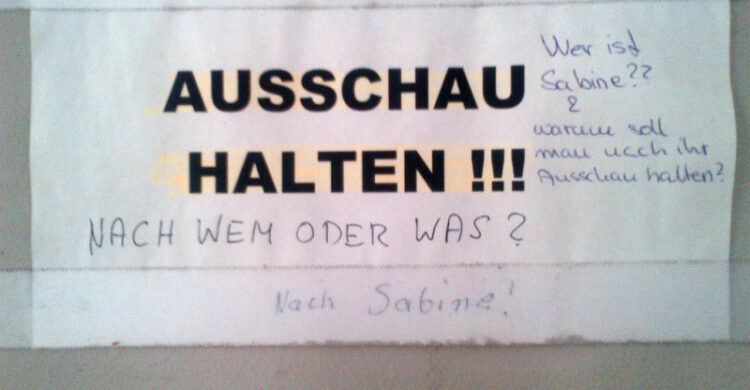 AUSSCHAU
HALTEN !!!
NACH WEM ODER WAS?
Nach Sabine!
Wer ist
Sabine??
&
warum soll
man nach ihr
Ausschau halten?